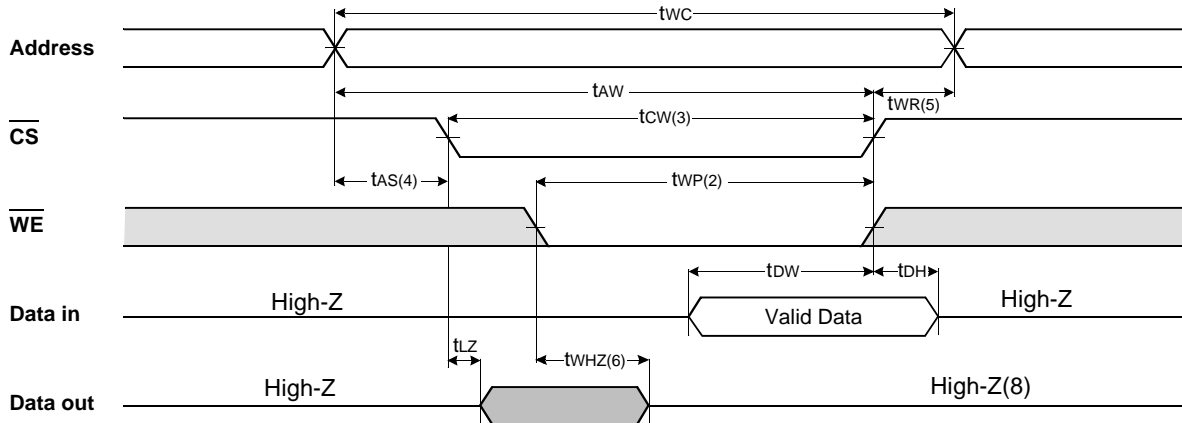 tWC
Address
tAW
tWR(5)
tCW(3)
CS
tAS(4)
tWP(2)
WE
tDW
tDH
High-Z
High-Z
Data in
Valid Data
tLZ
tWHZ(6)
High-Z
High-Z(8)
Data out